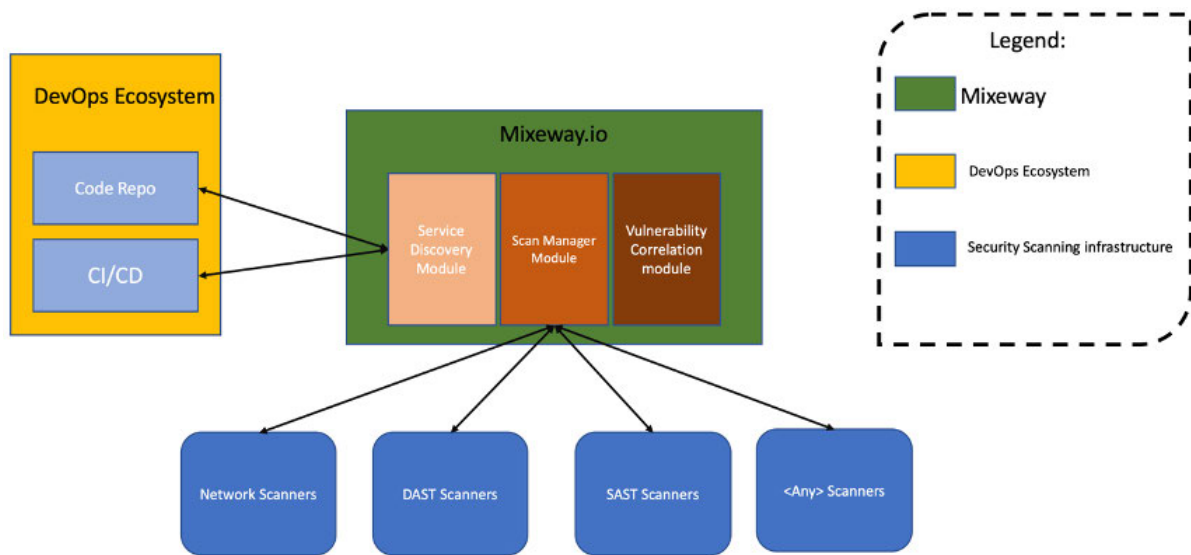 DevOps Ecosystem
Code Repo
CI/CD
Mixeway.io
Service
Discovery
Module
Scan Manager
Module
Vulnerability
Correlation
module
Network Scanners
DAST Scanners
SAST Scanners
<Any> Scanners
Legend:
Mixeway
DevOps Ecosystem
Security Scanning infrastructure